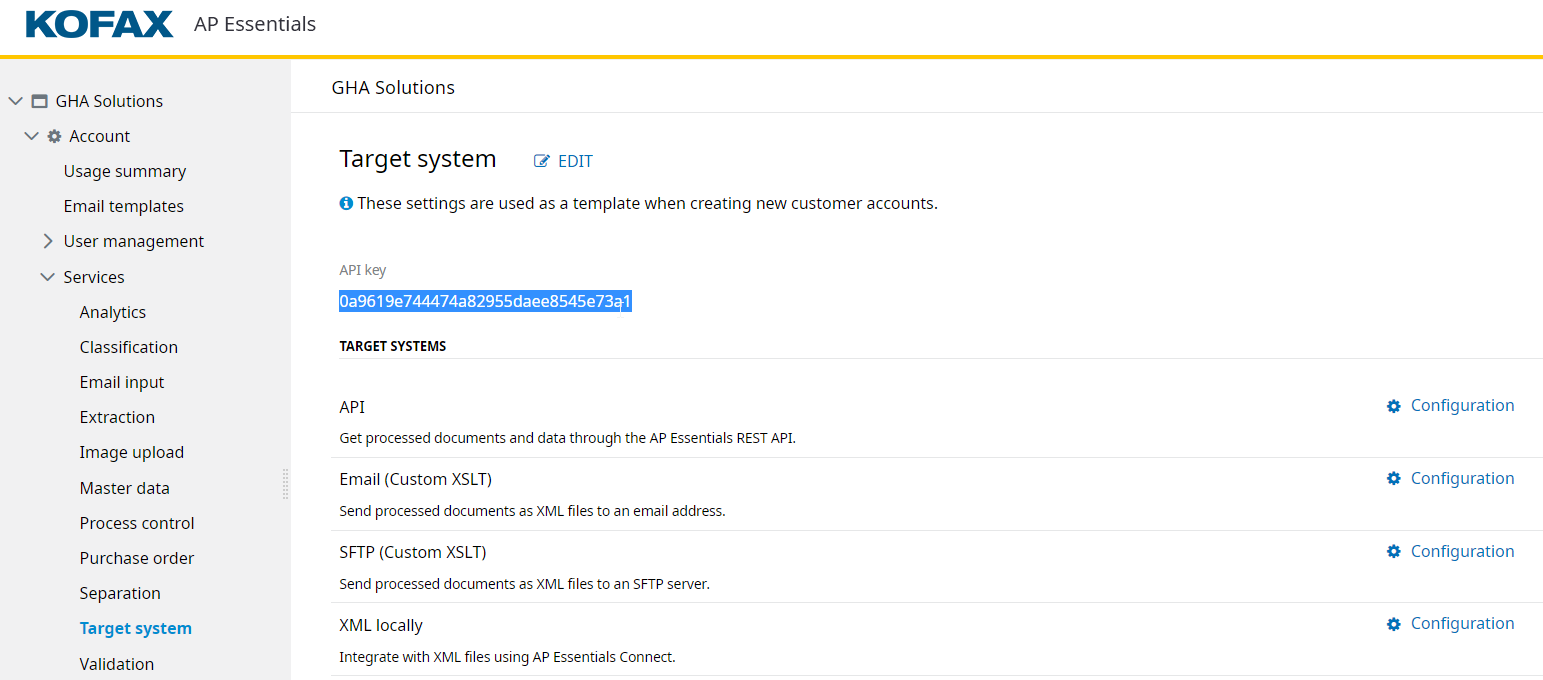 KOFAX AP Essentials
GHA Solutions
Account
Usage summary
Email templates
User management
Services
Analytics
Classification
Email input
Extraction
Image upload
Master data
Process control
Purchase order
Separation
Target system
Validation
GHA Solutions
Target system EDIT
These settings are used as a template when creating new customer accounts.
API key
0a9619e744474a82955daee8545e73a1
TARGET SYSTEMS
API Configuration
Get processed documents and data through the AP Essentials REST API.
Email (Custom XSLT) Configuration
Send processed documents as XML files to an email address.
SFTP (Custom XSLT) Configuration
Send processed documents as XML files to an SFTP server.
XML locally Configuration
Integrate with XML files using AP Essentials Connect.